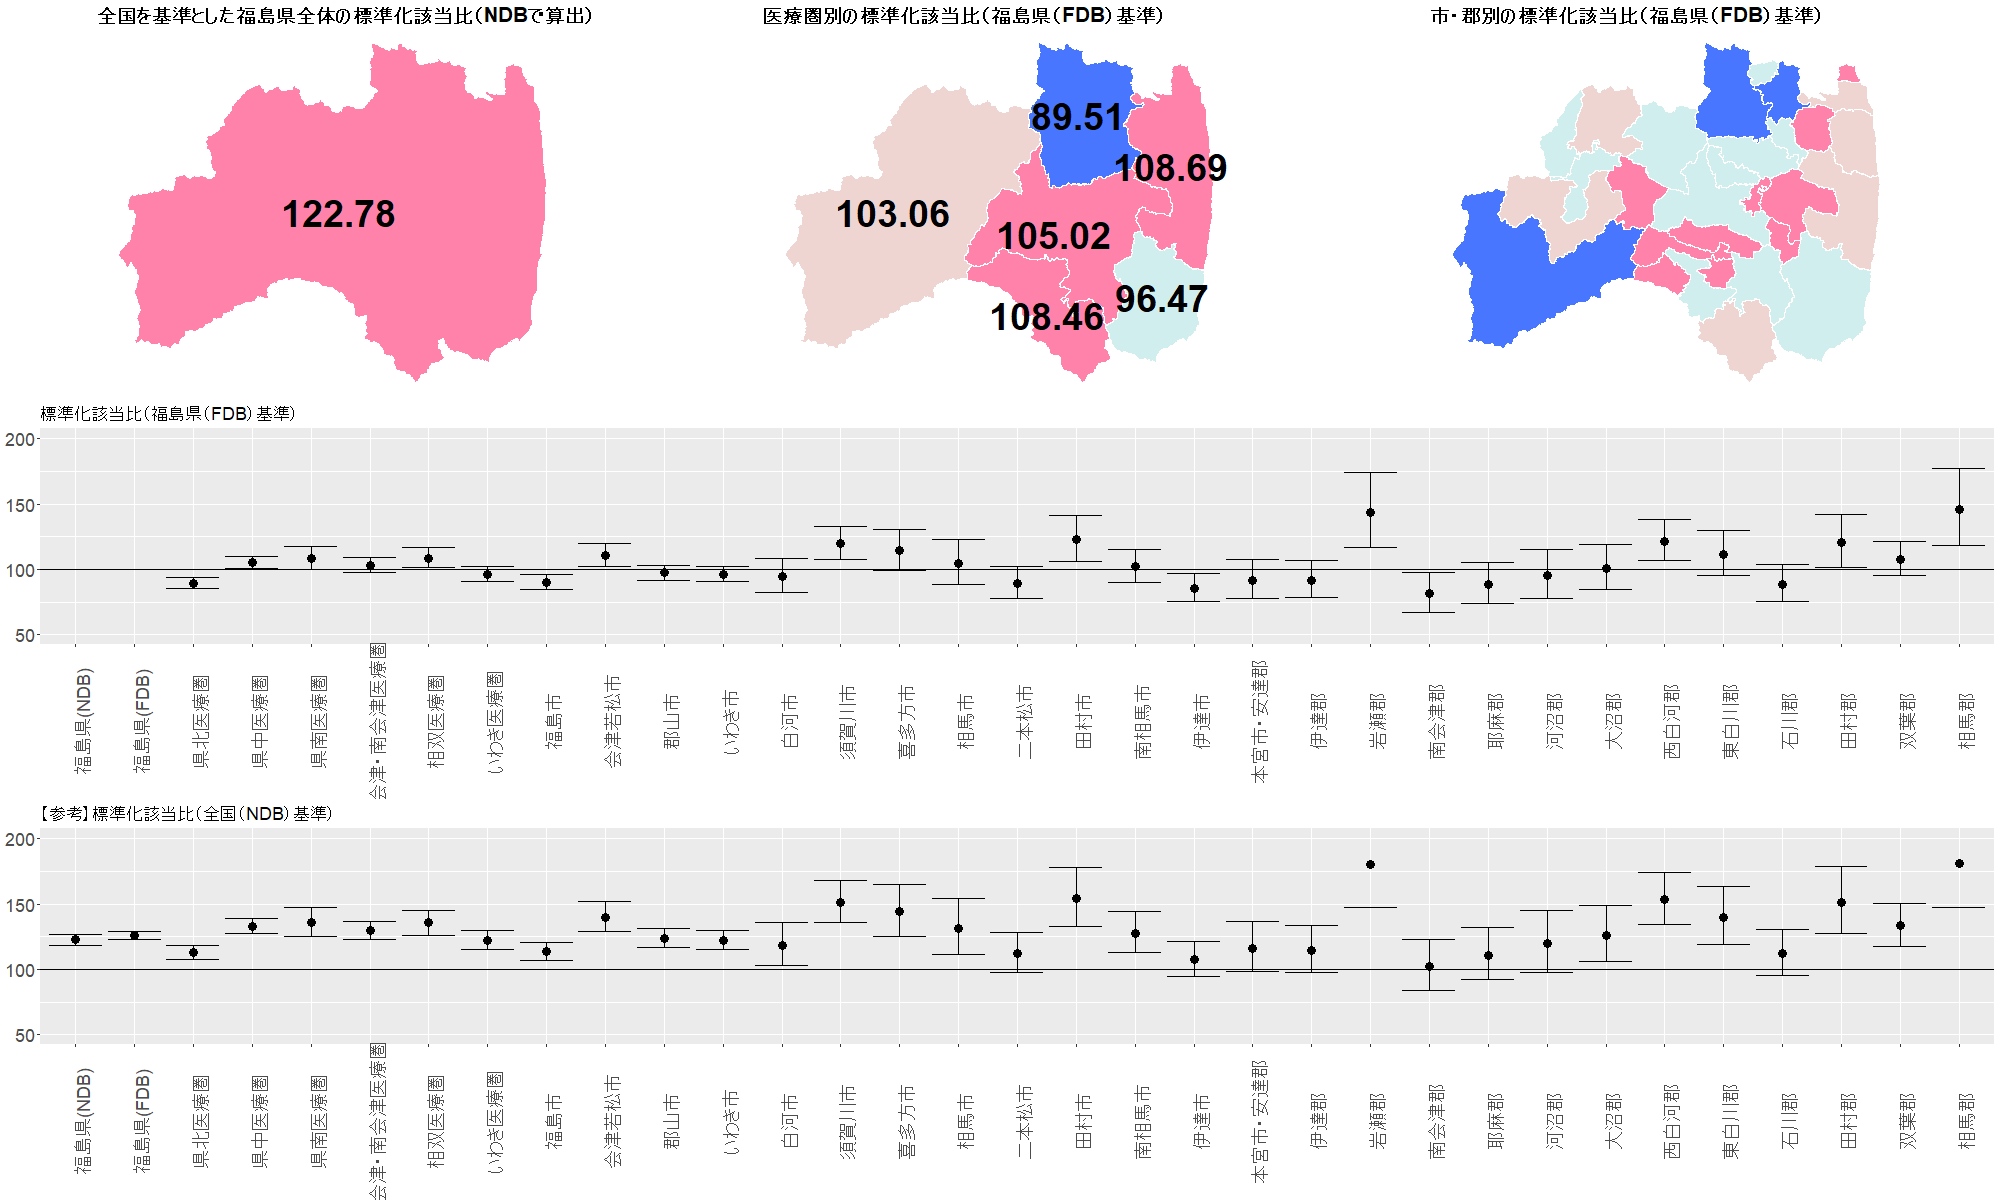 全国を基準とした福島県全体の標準化該当比（NDBで算出）
医療圏別の標準化該当比（福島県（FDB）基準）
市・郡別の標準化該当比（福島県（FDB）基準）
122.78
89.51
108.69
103.06
105.02
96.47
108.46
標準化該当比（福島県（FDB）基準）
200
150
100
50
福島県(NDB)
福島県(FDB)
県北医療圏
県中医療圏
県南医療圏
会津・南会津医療圏
相双医療圏
いわき医療圏
福島市
会津若松市
郡山市
いわき市
白河市
須賀川市
喜多方市
相馬市
二本松市
田村市
南相馬市
伊達市
本宮市・安達郡
伊達郡
岩瀬郡
南会津郡
耶麻郡
河沼郡
大沼郡
西白河郡
東白川郡
石川郡
田村郡
双葉郡
相馬郡
【参考】標準化該当比（全国（NDB）基準）
200
150
100
50
福島県(NDB)
福島県(FDB)
県北医療圏
県中医療圏
県南医療圏
会津・南会津医療圏
相双医療圏
いわき医療圏
福島市
会津若松市
郡山市
いわき市
白河市
須賀川市
喜多方市
相馬市
二本松市
田村市
南相馬市
伊達市
本宮市・安達郡
伊達郡
岩瀬郡
南会津郡
耶麻郡
河沼郡
大沼郡
西白河郡
東白川郡
石川郡
田村郡
双葉郡
相馬郡